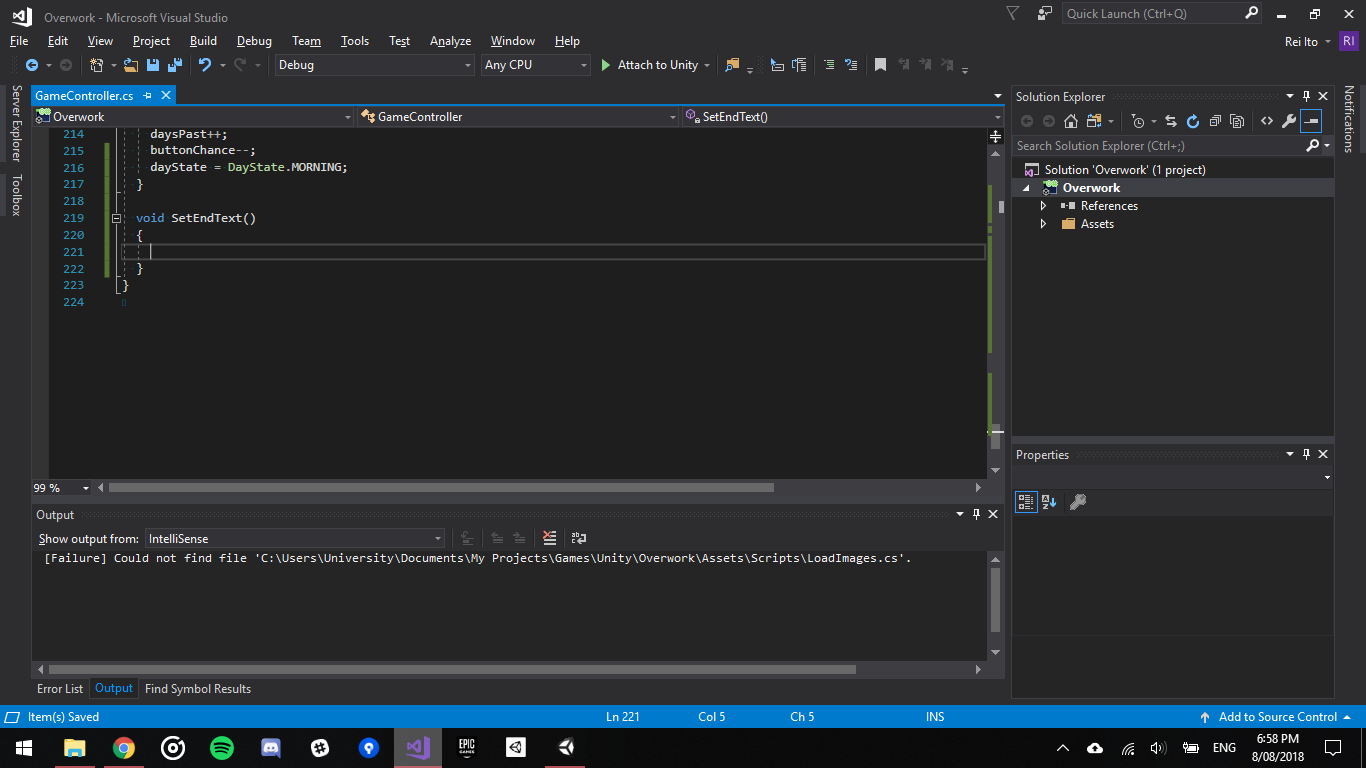 Overwork - Microsoft Visual Studio
Quick Launch (Ctrl+Q)
File Edit View Project Build Debug Team Tools Test Analyze Window Help
Rei Ito RI
Debug Any CPU Attach to Unity
Server Explorer
Toolbox
GameController.cs
Overwork GameController SetEndText()
214 daysPast++;
215 buttonChance--;
216 dayState = DayState.MORNING;
217 }
218
219 void SetEndText()
220 {
221
222 }
223 }
224
99 %
Output
Show output from: IntelliSense
[Failure] Could not find file 'C:\Users\University\Documents\My Projects\Games\Unity\Overwork\Assets\Scripts\LoadImages.cs'.
Error List Output Find Symbol Results
Solution Explorer
Search Solution Explorer (Ctrl+;)
Solution 'Overwork' (1 project)
Overwork
References
Assets
Properties
Notifications
Item(s) Saved Ln 221 Col 5 Ch 5 INS Add to Source Control
EPIC
GAMES
ENG
6:58 PM
8/08/2018